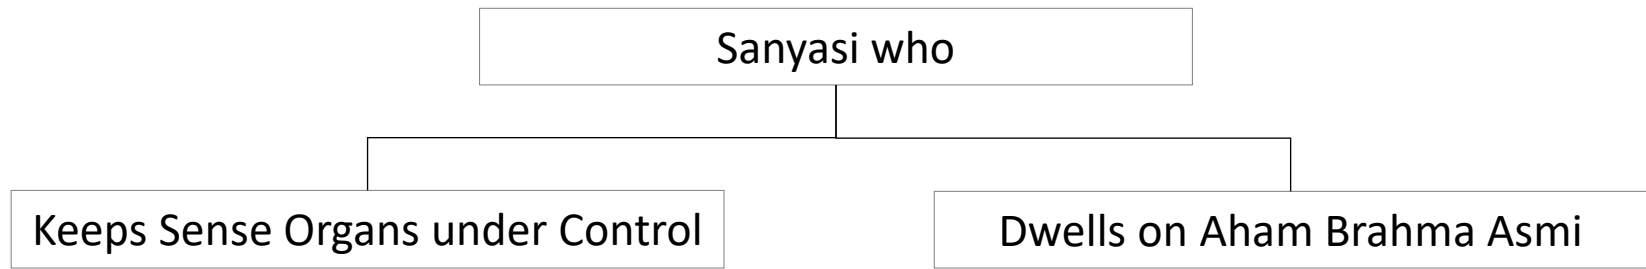 Sanyasi who
Keeps Sense Organs under Control
Dwells on Aham Brahma Asmi